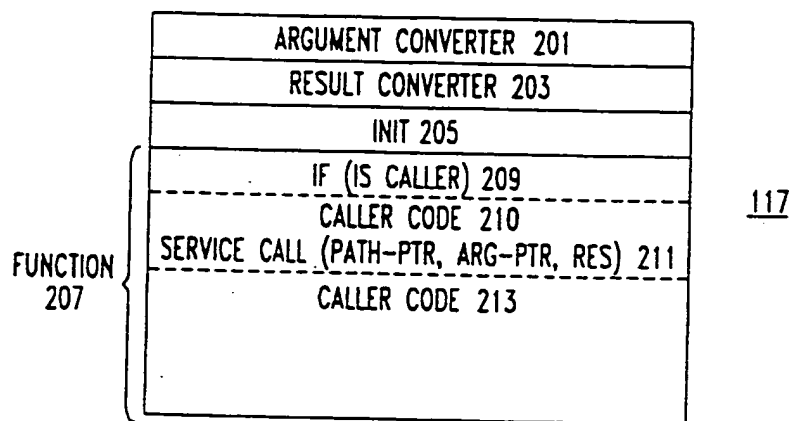 ARGUMENT CONVERTER 201
RESULT CONVERTER 203
INIT 205
IF (IS CALLER) 209
117
CALLER CODE 210
SERVICE CALL (PATH-PTR, ARG-PTR, RES) 211
FUNCTION
207
CALLER CODE 213